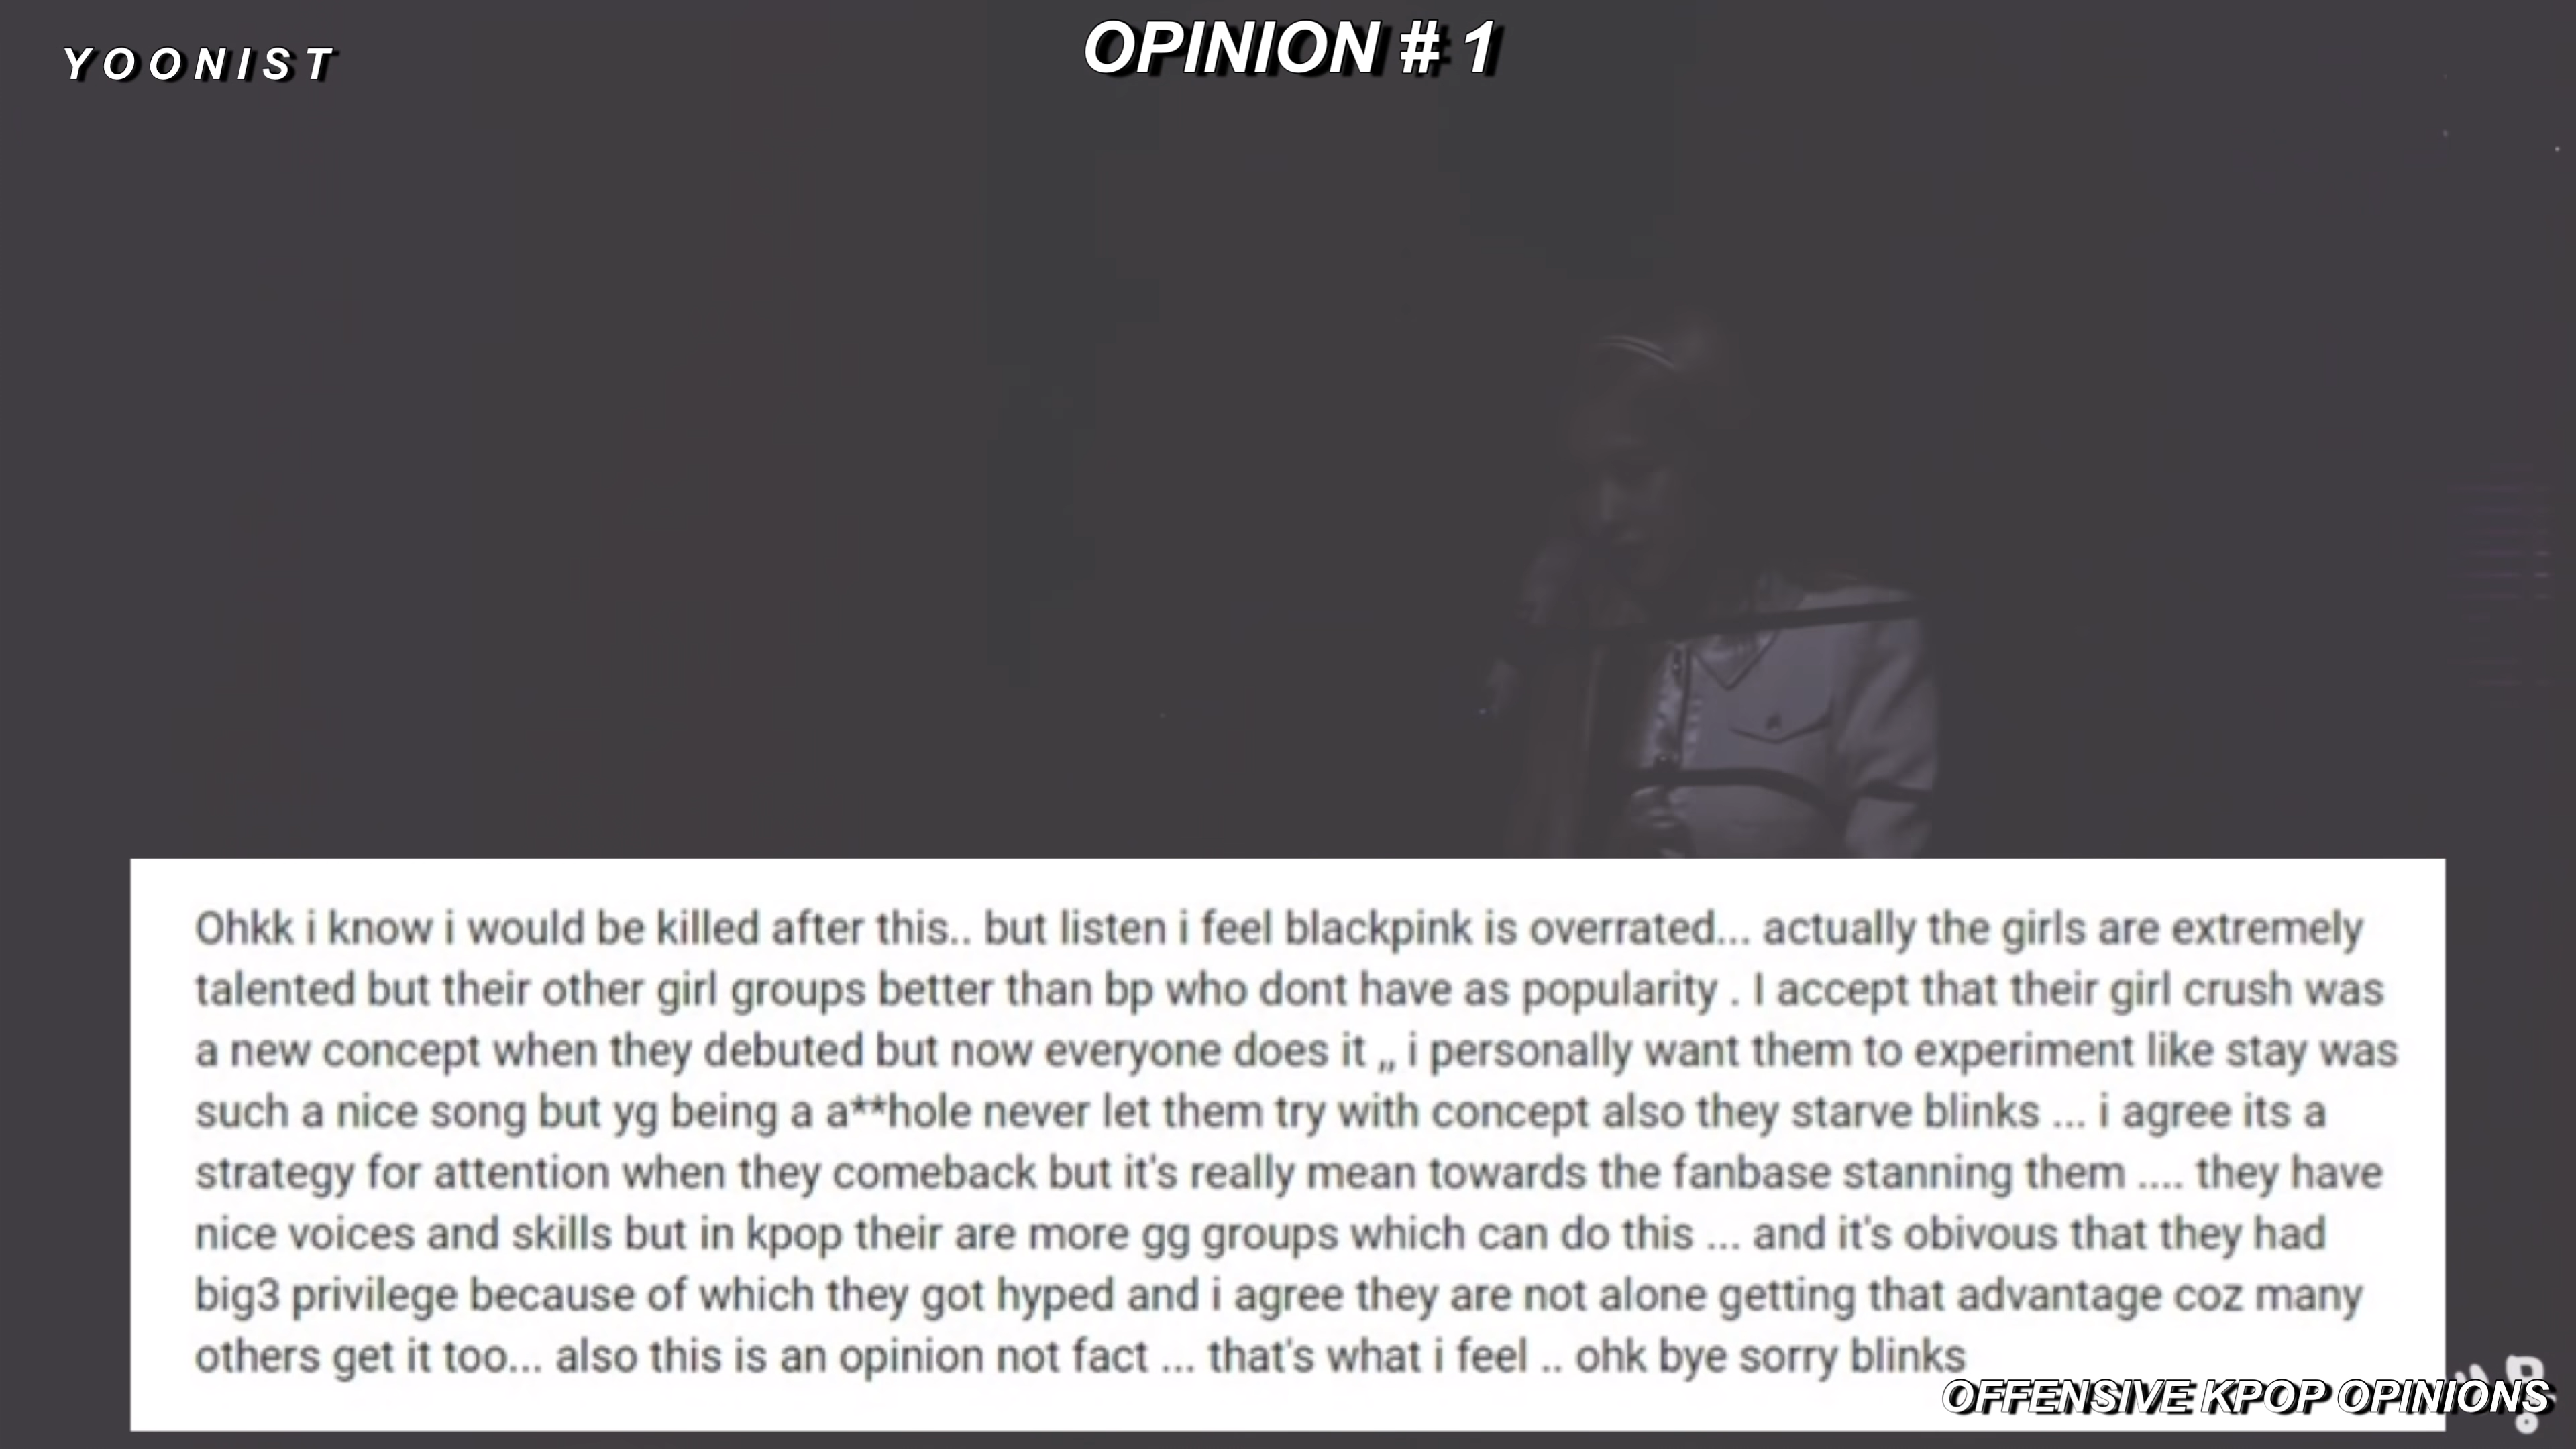 YOONIST
OPINION # 1
Ohkk i know i would be killed after this.. but listen i feel blackpink is overrated... actually the girls are extremely
talented but their other girl groups better than bp who dont have as popularity . I accept that their girl crush was
a new concept when they debuted but now everyone does it ,, i personally want them to experiment like stay was
such a nice song but yg being a a**hole never let them try with concept also they starve blinks ... i agree its a
strategy for attention when they comeback but it's really mean towards the fanbase stanning them .... they have
nice voices and skills but in kpop their are more gg groups which can do this ... and it's obivous that they had
big3 privilege because of which they got hyped and i agree they are not alone getting that advantage coz many
others get it too... also this is an opinion not fact ... that's what i feel .. ohk bye sorry blinks
OFFENSIVE KPOP OPINIONS